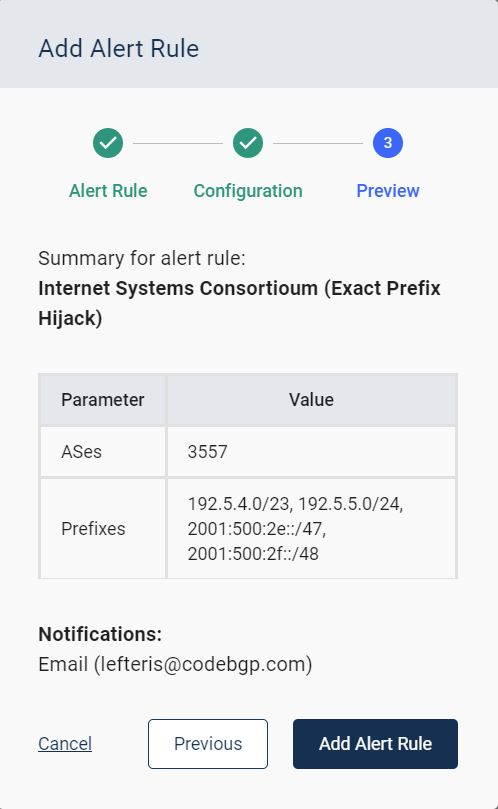 Add Alert Rule
3
Alert Rule
Configuration
Preview
Summary for alert rule:
Internet Systems Consortioum (Exact Prefix
Hijack)
Parameter Value
ASes 3557
Prefixes
192.5.4.0/23, 192.5.5.0/24,
2001:500:2e::/47,
2001:500:2f::/48
Notifications:
Email (lefteris@codebgp.com)
Cancel Previous Add Alert Rule